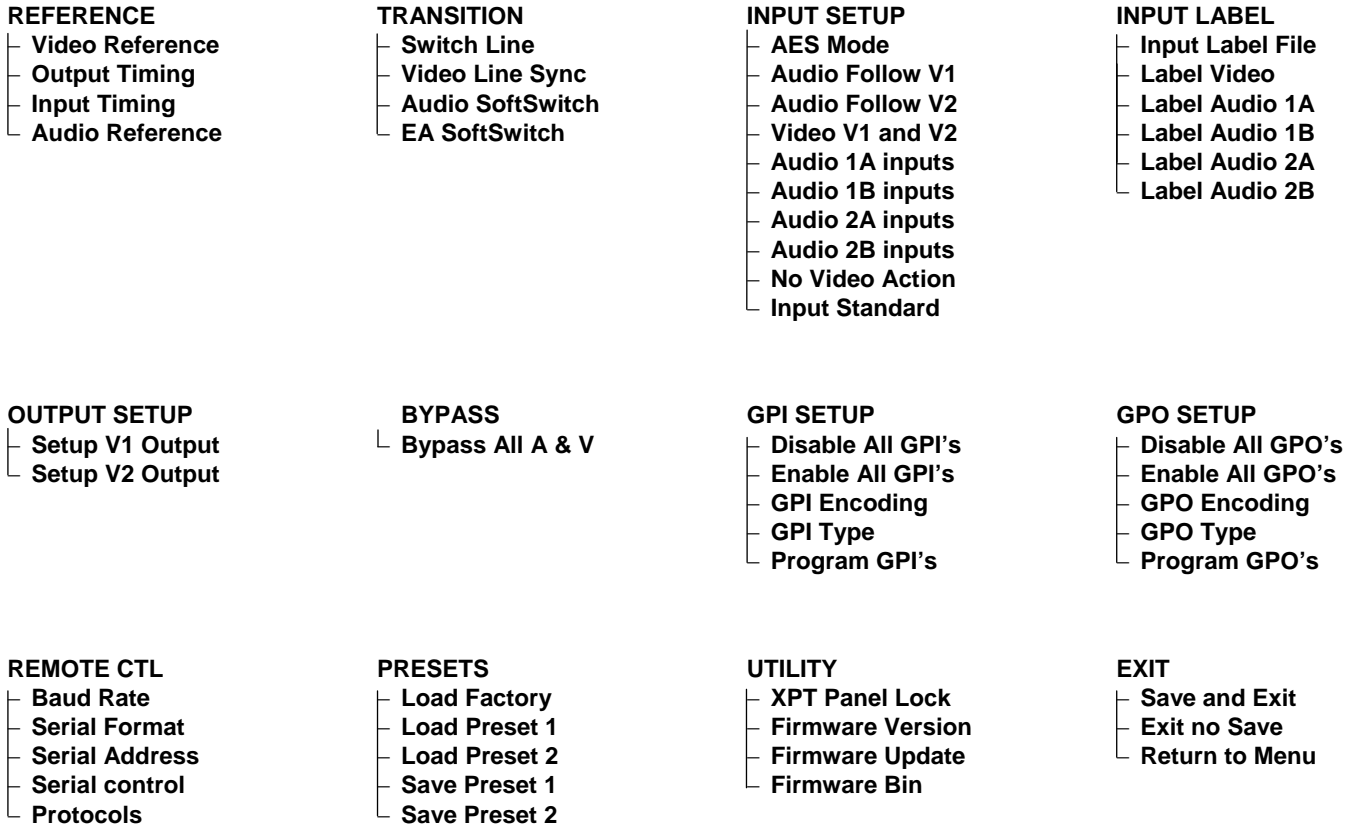 REFERENCE
Video Reference
Output Timing
Input Timing
Audio Reference
TRANSITION
Switch Line
Video Line Sync
Audio SoftSwitch
EA SoftSwitch
INPUT SETUP
AES Mode
Audio Follow V1
Audio Follow V2
Video V1 and V2
Audio 1A inputs
Audio 1B inputs
Audio 2A inputs
Audio 2B inputs
No Video Action
Input Standard
INPUT LABEL
Input Label File
Label Video
Label Audio 1A
Label Audio 1B
Label Audio 2A
Label Audio 2B
OUTPUT SETUP
Setup V1 Output
Setup V2 Output
BYPASS
Bypass All A & V
GPI SETUP
Disable All GPI’s
Enable All GPI’s
GPI Encoding
GPI Type
Program GPI’s
GPO SETUP
Disable All GPO’s
Enable All GPO’s
GPO Encoding
GPO Type
Program GPO’s
REMOTE CTL
Baud Rate
Serial Format
Serial Address
Serial control
Protocols
PRESETS
Load Factory
Load Preset 1
Load Preset 2
Save Preset 1
Save Preset 2
UTILITY
XPT Panel Lock
Firmware Version
Firmware Update
Firmware Bin
EXIT
Save and Exit
Exit no Save
Return to Menu